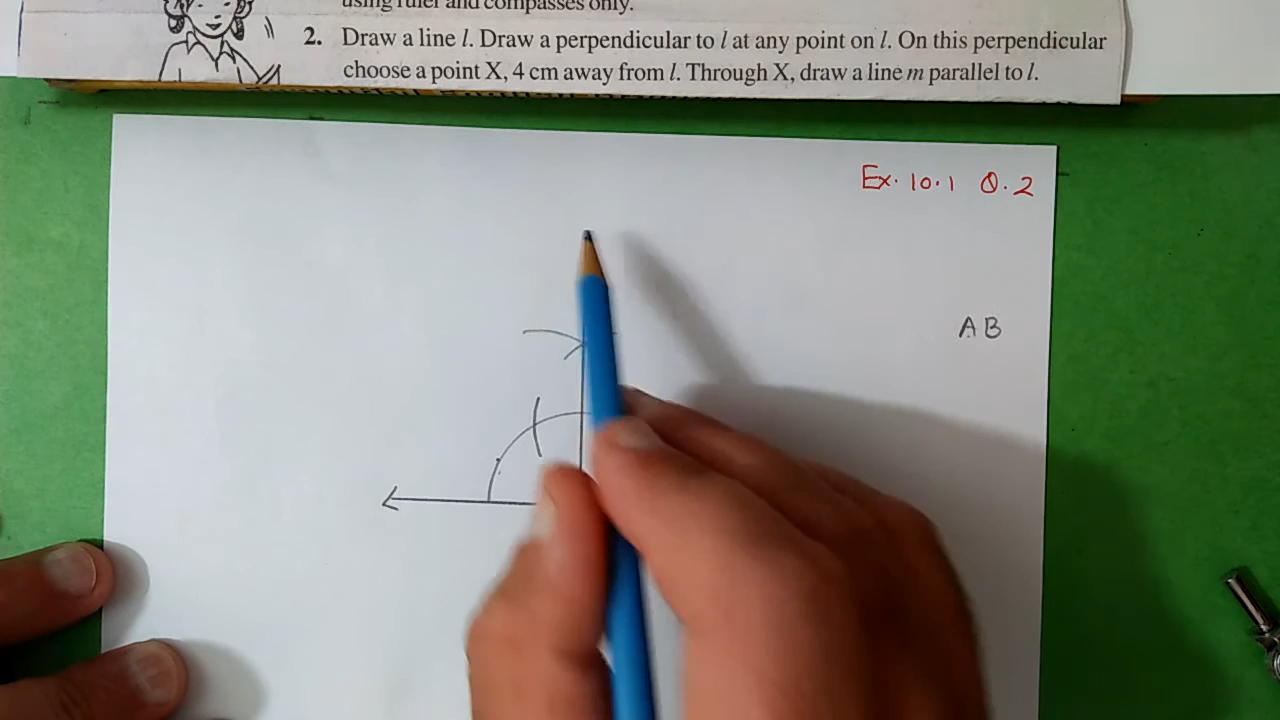 using ruler and compasses only.
2. Draw a line l. Draw a perpendicular to l at any point on l. On this perpendicular
choose a point X, 4 cm away from l. Through X, draw a line m parallel to l.
Ex. 10.1 Q.2
AB